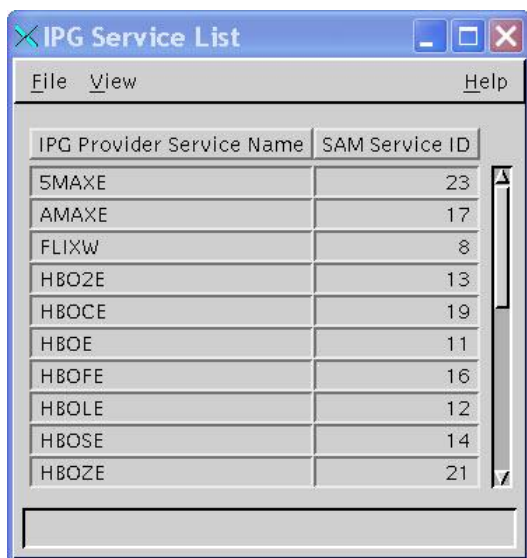 IPG Service List
File View Help
IPG Provider Service Name SAM Service ID
5MAXE 23
AMAXE 17
FLIXW 8
HBO2E 13
HBOCE 19
HBOE 11
HBOFE 16
HBOLE 12
HBOSE 14
HBOZE 21